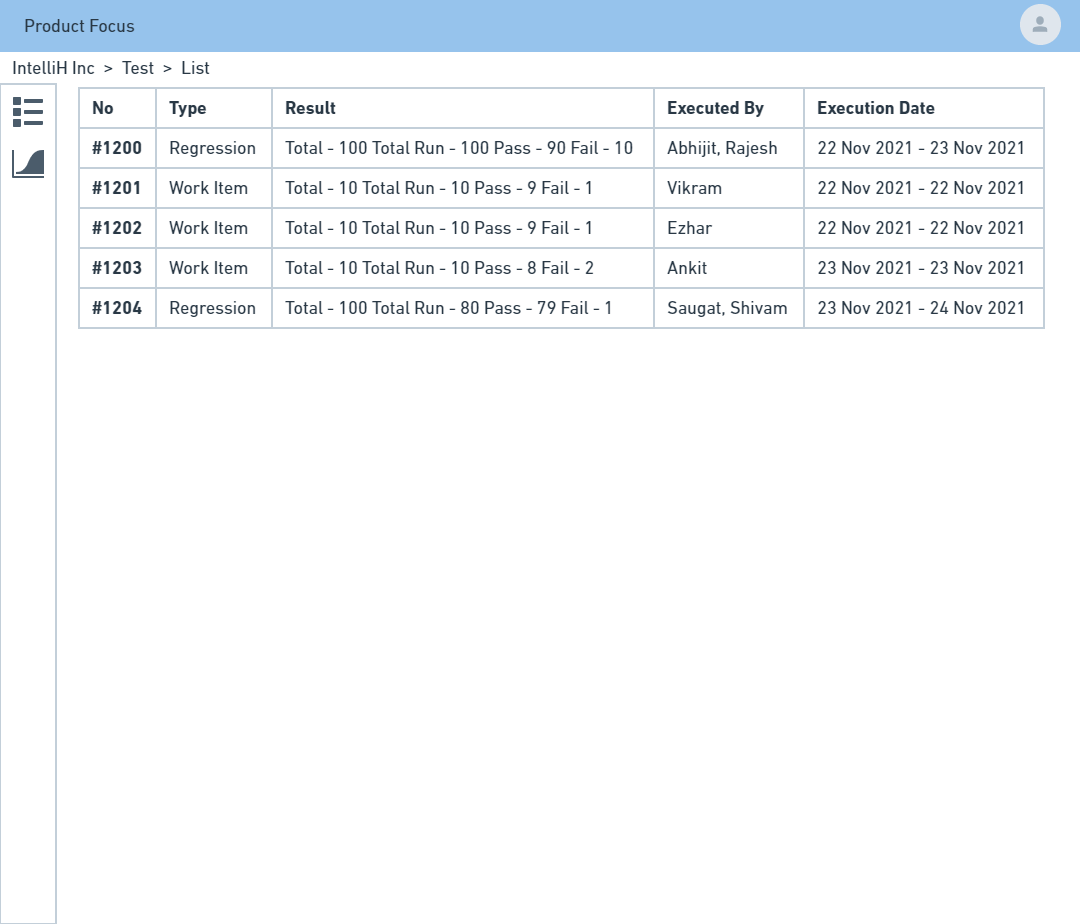 Product Focus
IntelliH Inc > Test > List
No Type Result Executed By Execution Date
#1200 Regression Total - 100 Total Run - 100 Pass - 90 Fail - 10 Abhijit, Rajesh 22 Nov 2021 - 23 Nov 2021
#1201 Work Item Total - 10 Total Run - 10 Pass - 9 Fail - 1 Vikram 22 Nov 2021 - 22 Nov 2021
#1202 Work Item Total - 10 Total Run - 10 Pass - 9 Fail - 1 Ezhar 22 Nov 2021 - 22 Nov 2021
#1203 Work Item Total - 10 Total Run - 10 Pass - 8 Fail - 2 Ankit 23 Nov 2021 - 23 Nov 2021
#1204 Regression Total - 100 Total Run - 80 Pass - 79 Fail - 1 Saugat, Shivam 23 Nov 2021 - 24 Nov 2021